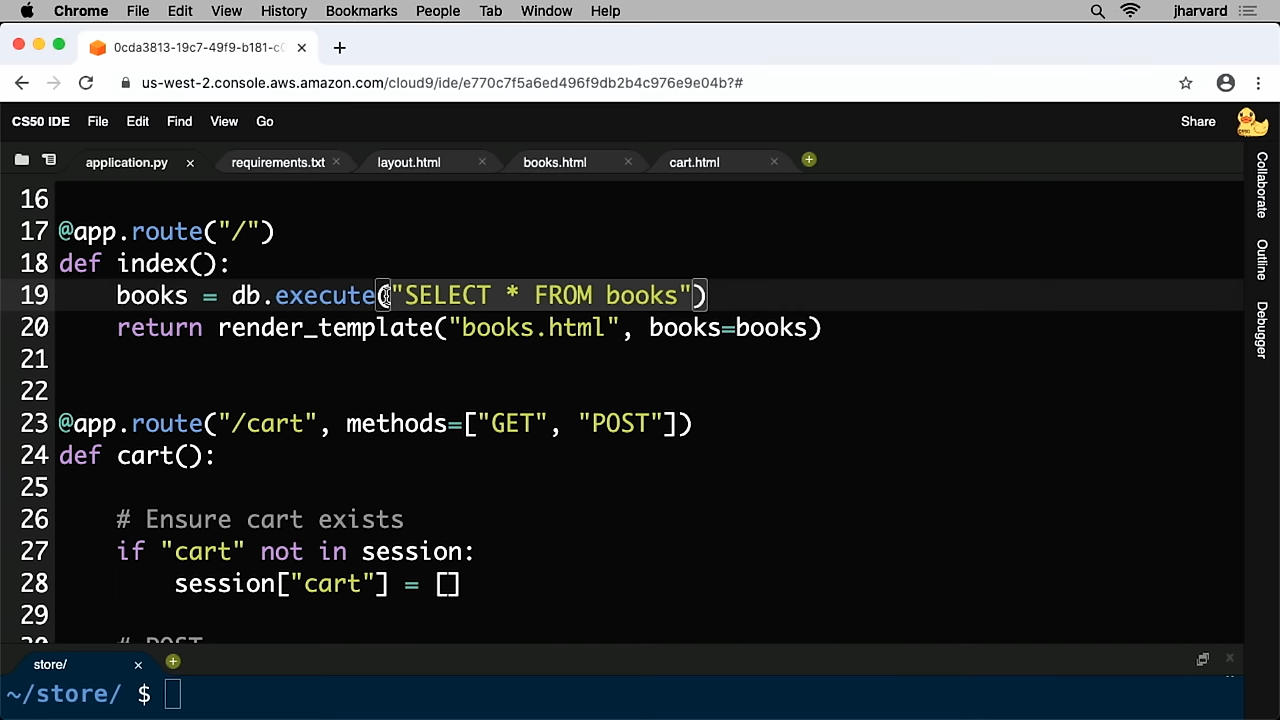 Chrome File Edit View History Bookmarks People Tab Window Help jharvard
0cda3813-19c7-49f9-b181-c0
us-west-2.console.aws.amazon.com/cloud9/ide/e770c7f5a6ed496f9db2b4c976e9e04b?#
CS50 IDE File Edit Find View Go Share
application.py requirements.txt layout.html books.html cart.html
Collaborate
Outline
Debugger
16
17 @app.route("/")
18 def index():
19 books = db.execute("SELECT * FROM books")
20 return render_template("books.html", books=books)
21
22
23 @app.route("/cart", methods=["GET", "POST"])
24 def cart():
25
26 # Ensure cart exists
27 if "cart" not in session:
28 session["cart"] = []
29
30 # POST
store/
~/store/ $